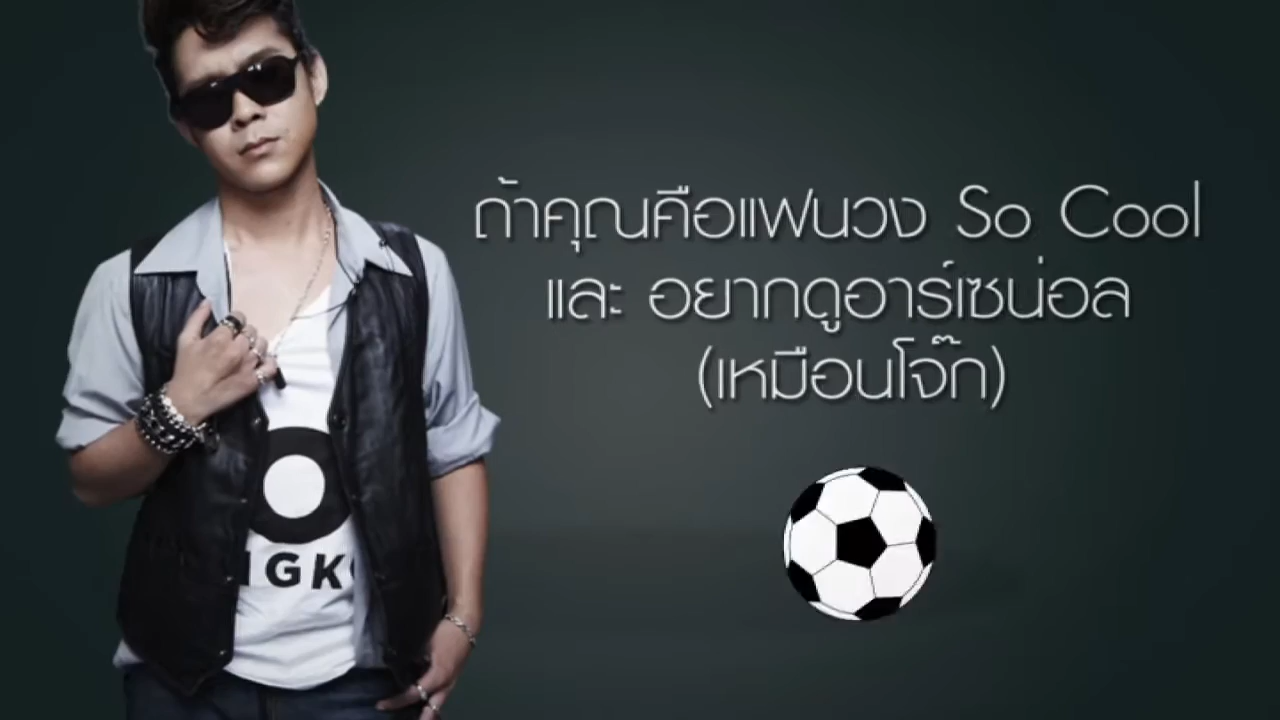 ถ้าคุณคือแฟนวง So Cool
และ อยากดูอาร์เซน่อล
(เหมือนโจ๊ก)
NGK